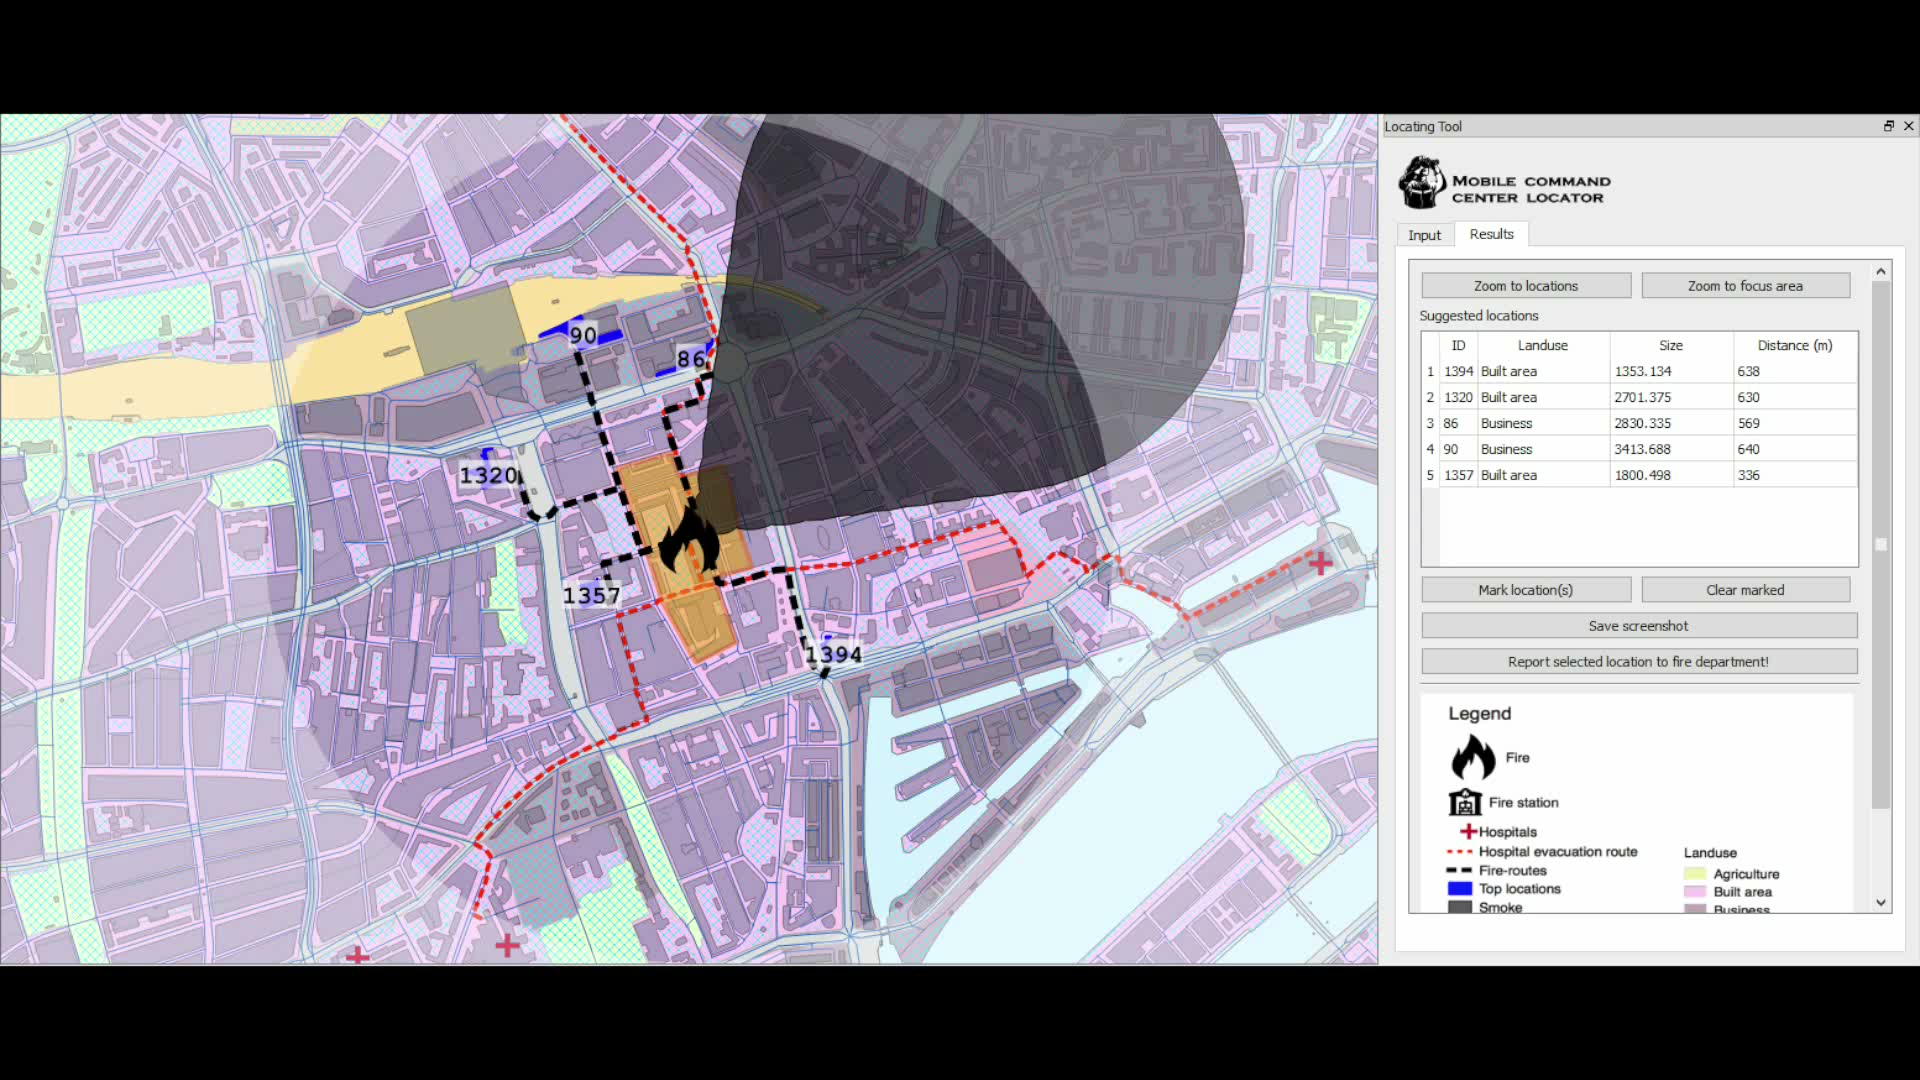 Locating Tool
MOBILE COMMAND
CENTER LOCATOR
Input Results
Zoom to locations Zoom to focus area
Suggested locations
ID Landuse Size Distance (m)
1 1394 Built area 1353.134 638
2 1320 Built area 2701.375 630
3 86 Business 2830.335 569
4 90 Business 3413.688 640
5 1357 Built area 1800.498 336
Mark location(s) Clear marked
Save screenshot
Report selected location to fire department!
Legend
Fire
Fire station
Hospitals
Hospital evacuation route
Fire-routes
Top locations
Smoke
Landuse
Agriculture
Built area
Business
90
86
1320
1357
1394